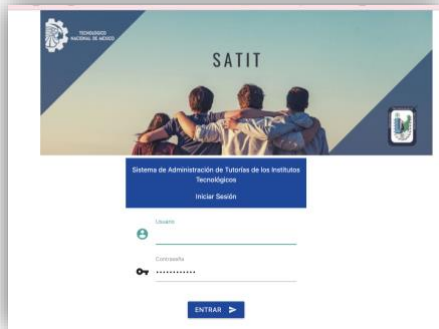 TECNOLÓGICO
NACIONAL DE MÉXICO
SATIT
Sistema de Administración de Tutorías de los Institutos
Tecnológicos
Iniciar Sesión
Usuario
Contraseña
••••••••••••
ENTRAR